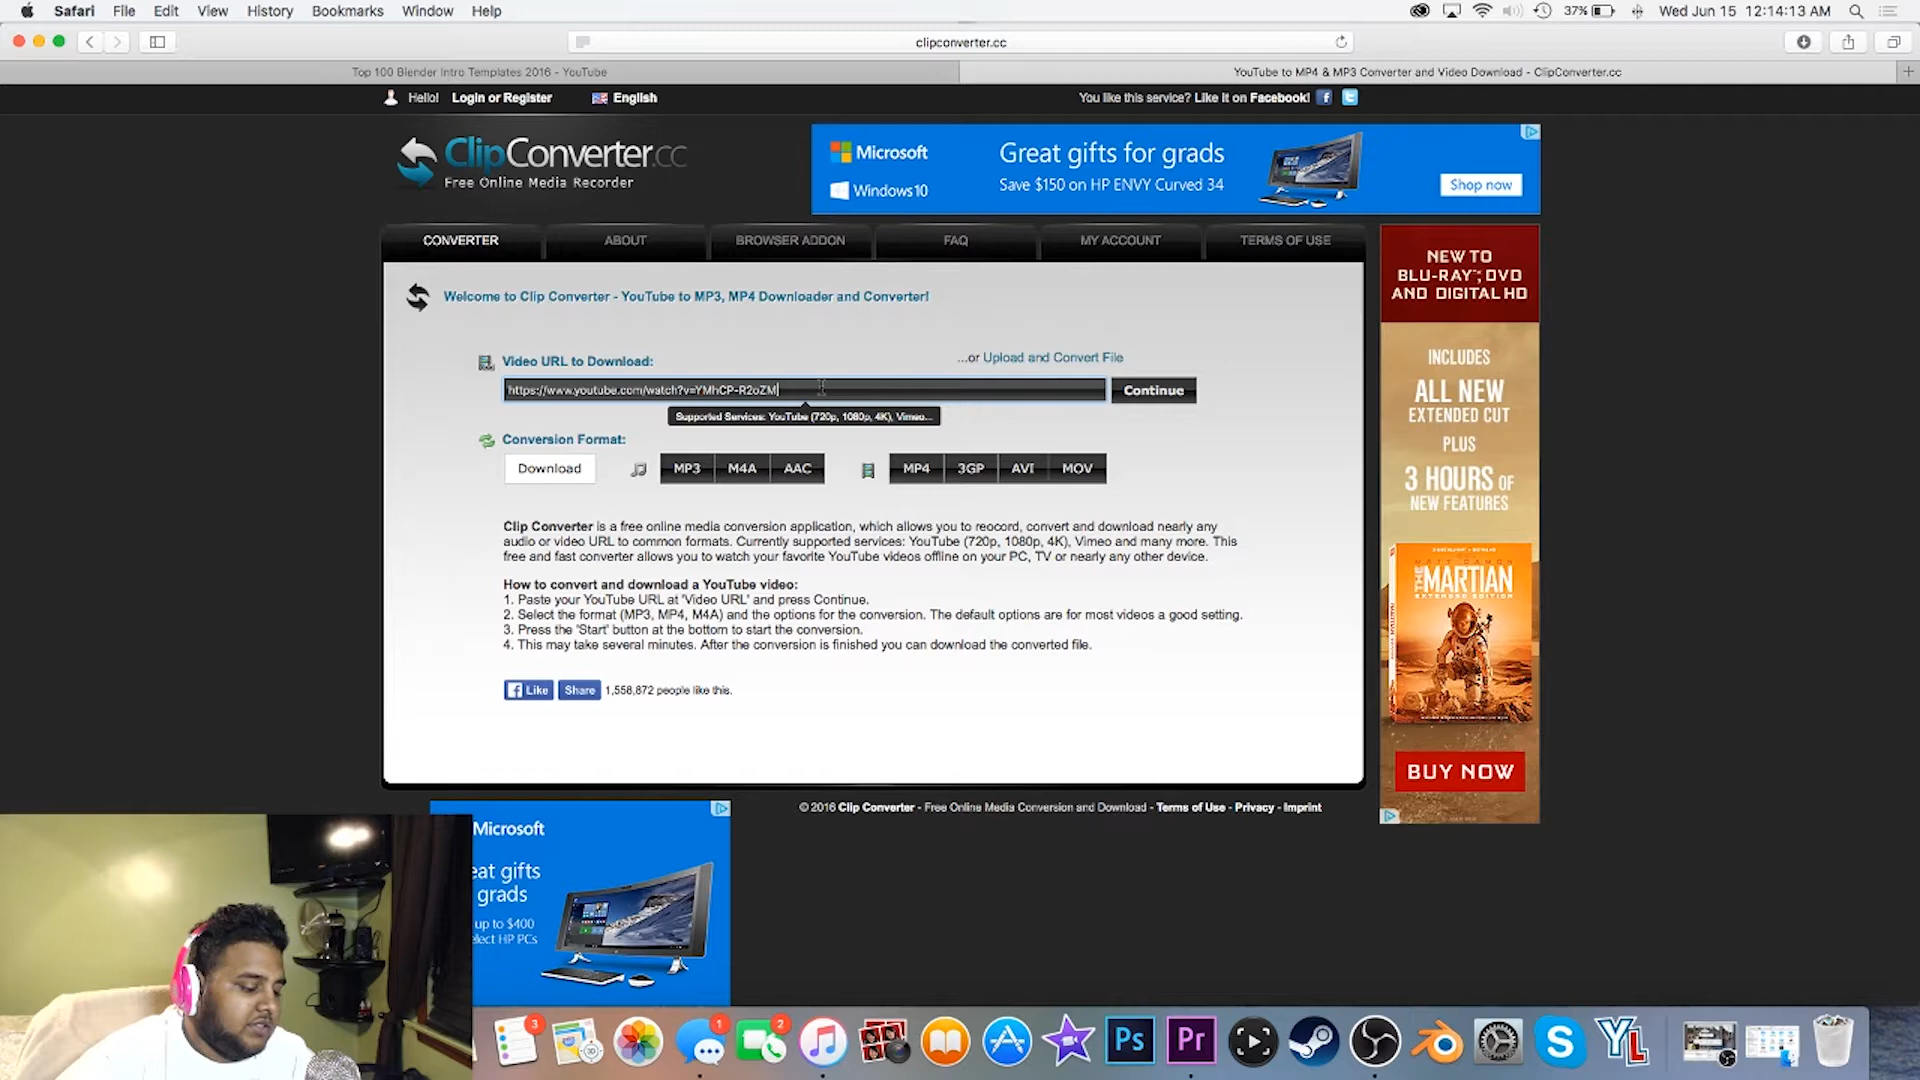 Safari File Edit View History Bookmarks Window Help
37% Wed Jun 15 12:14:13 AM
clipconverter.cc
Top 100 Blender Intro Templates 2016 - YouTube
YouTube to MP4 & MP3 Converter and Video Download - ClipConverter.cc
Hello! Login or Register English
You like this service? Like it on Facebook!
ClipConverter.cc
Free Online Media Recorder
Microsoft
Windows10
Great gifts for grads
Save $150 on HP ENVY Curved 34
Shop now
CONVERTER ABOUT BROWSER ADDON FAQ MY ACCOUNT TERMS OF USE
Welcome to Clip Converter - YouTube to MP3, MP4 Downloader and Converter!
Video URL to Download:
...or Upload and Convert File
https://www.youtube.com/watch?v=YMhCP-R2oZM
Continue
Supported Services: YouTube (720p, 1080p, 4K), Vimeo...
Conversion Format:
Download MP3 M4A AAC MP4 3GP AVI MOV
Clip Converter is a free online media conversion application, which allows you to reocord, convert and download nearly any
audio or video URL to common formats. Currently supported services: YouTube (720p, 1080p, 4K), Vimeo and many more. This
free and fast converter allows you to watch your favorite YouTube videos offline on your PC, TV or nearly any other device.
How to convert and download a YouTube video:
1. Paste your YouTube URL at 'Video URL' and press Continue.
2. Select the format (MP3, MP4, M4A) and the options for the conversion. The default options are for most videos a good setting.
3. Press the 'Start' button at the bottom to start the conversion.
4. This may take several minutes. After the conversion is finished you can download the converted file.
Like Share 1,558,872 people like this.
NEW TO
BLU-RAY™, DVD
AND DIGITAL HD
INCLUDES
ALL NEW
EXTENDED CUT
PLUS
3 HOURS OF
NEW FEATURES
MATT DAMON
THE MARTIAN
EXTENDED EDITION
BUY NOW
© 2016 Clip Converter - Free Online Media Conversion and Download - Terms of Use - Privacy - Imprint
Microsoft
eat gifts
grads
up to $400
elect HP PCs
3
1
2
Ps
Pr
YL